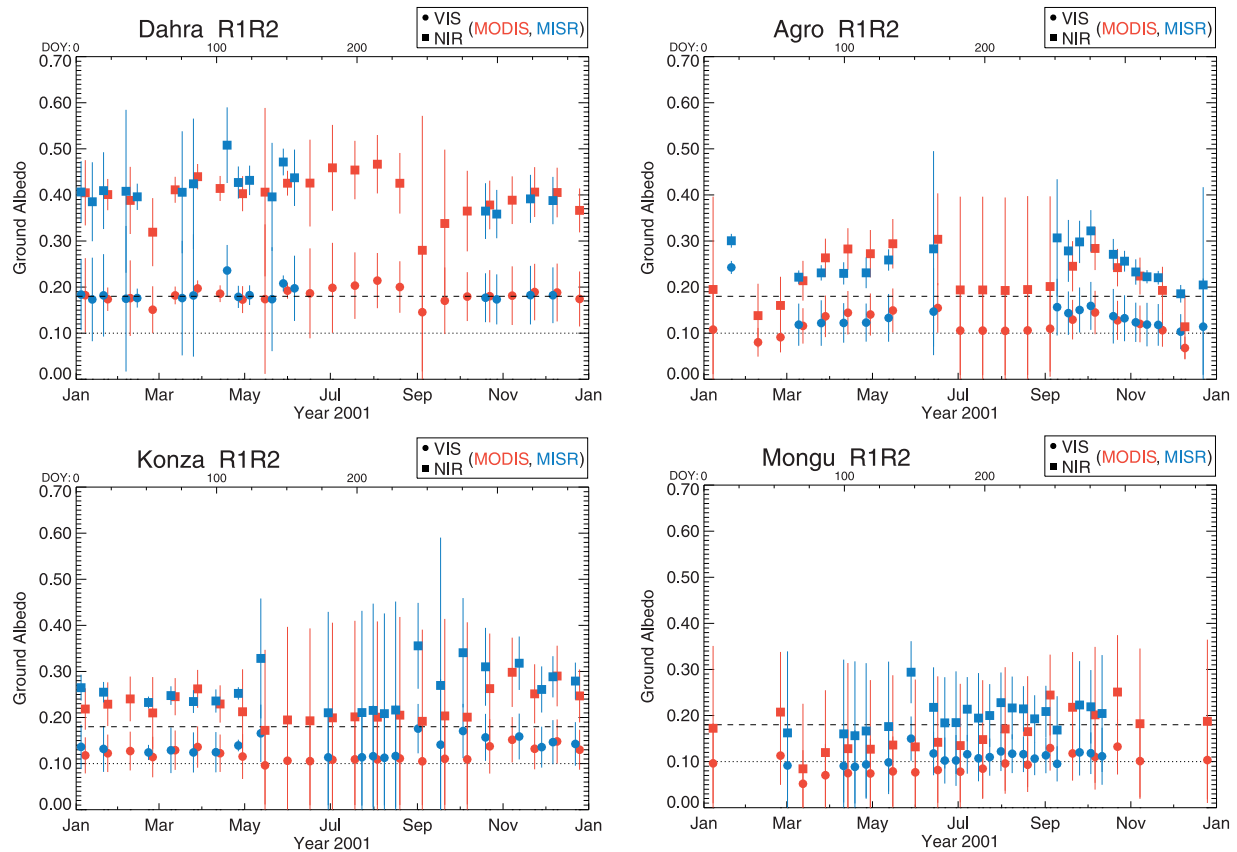 Dahra R1R2
VIS
NIR
(MODIS, MISR)
DOY: 0
100
200
0.70
0.60
0.50
0.40
0.30
0.20
0.10
0.00
Ground Albedo
Jan
Mar
May
Jul
Sep
Nov
Jan
Year 2001
Agro R1R2
VIS
NIR
(MODIS, MISR)
DOY: 0
100
200
0.70
0.60
0.50
0.40
0.30
0.20
0.10
0.00
Ground Albedo
Jan
Mar
May
Jul
Sep
Nov
Jan
Year 2001
Konza R1R2
VIS
NIR
(MODIS, MISR)
DOY: 0
100
200
0.70
0.60
0.50
0.40
0.30
0.20
0.10
0.00
Ground Albedo
Jan
Mar
May
Jul
Sep
Nov
Jan
Year 2001
Mongu R1R2
VIS
NIR
(MODIS, MISR)
DOY: 0
100
200
0.70
0.60
0.50
0.40
0.30
0.20
0.10
0.00
Ground Albedo
Jan
Mar
May
Jul
Sep
Nov
Jan
Year 2001